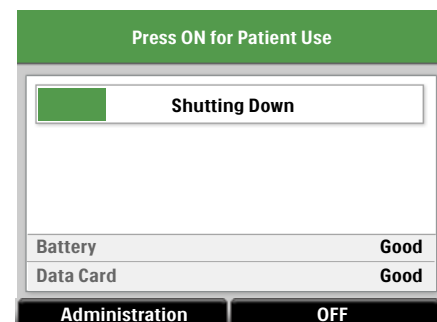 Press ON for Patient Use
Shutting Down
Battery Good
Data Card Good
Administration OFF